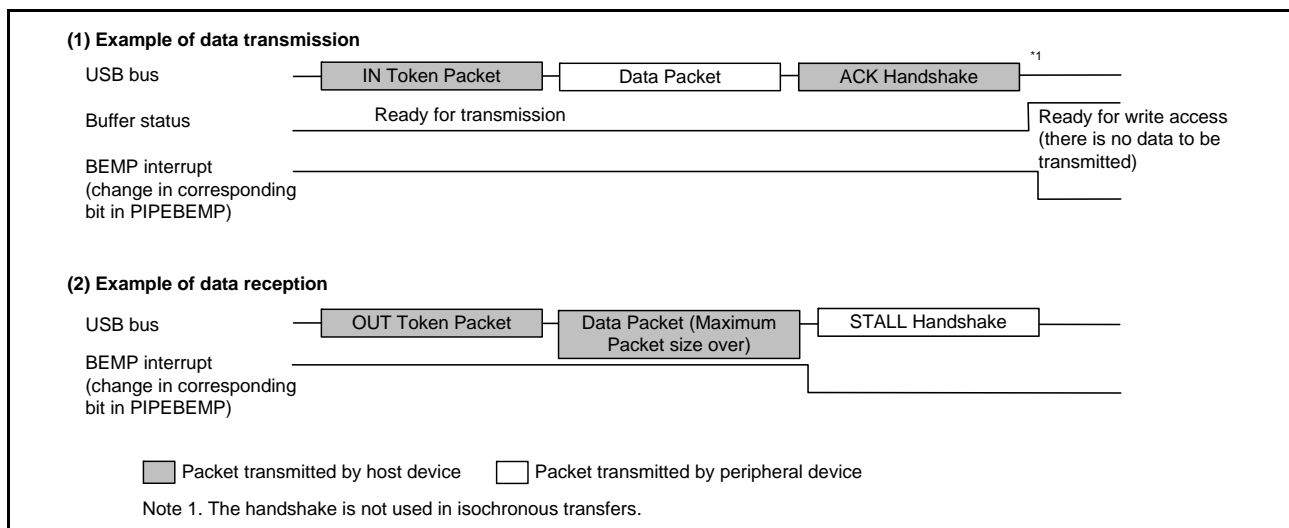 (1) Example of data transmission
USB bus
IN Token Packet
Data Packet
ACK Handshake
*1
Buffer status
Ready for transmission
Ready for write access
(there is no data to be
transmitted)
BEMP interrupt
(change in corresponding
bit in PIPEBEMP)
(2) Example of data reception
USB bus
OUT Token Packet
Data Packet (Maximum
Packet size over)
STALL Handshake
BEMP interrupt
(change in corresponding
bit in PIPEBEMP)
Packet transmitted by host device
Packet transmitted by peripheral device
Note 1. The handshake is not used in isochronous transfers.